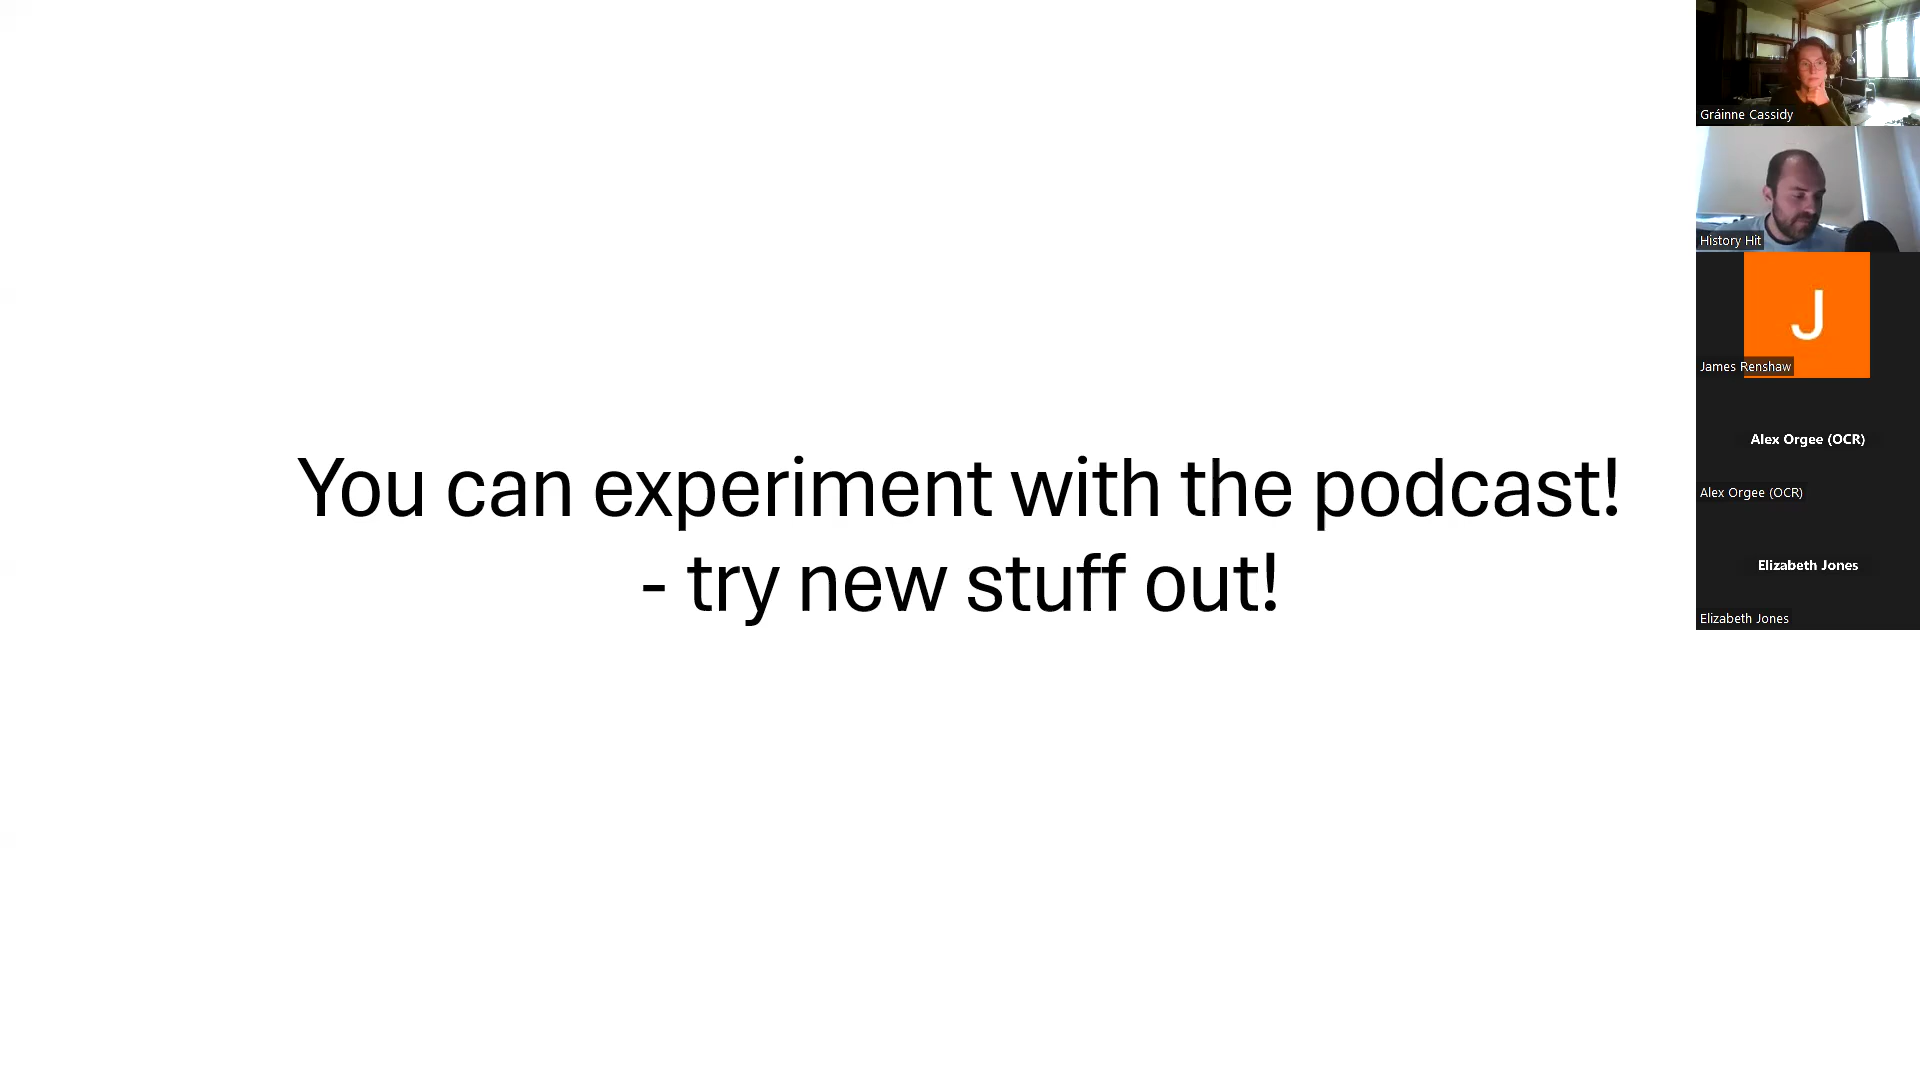 You can experiment with the podcast!
- try new stuff out!
Gráinne Cassidy
History Hit
J
James Renshaw
Alex Orgee (OCR)
Alex Orgee (OCR)
Elizabeth Jones
Elizabeth Jones